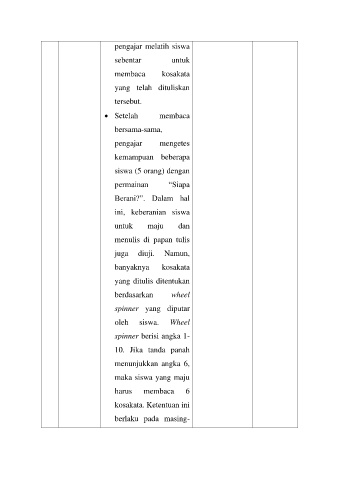 pengajar melatih siswa
sebentar untuk
membaca kosakata
yang telah dituliskan
tersebut.
• Setelah membaca
bersama-sama,
pengajar mengetes
kemampuan beberapa
siswa (5 orang) dengan
permainan "Siapa
Berani?". Dalam hal
ini, keberanian siswa
untuk maju dan
menulis di papan tulis
juga diuji. Namun,
banyaknya kosakata
yang ditulis ditentukan
berdasarkan wheel
spinner yang diputar
oleh siswa. Wheel
spinner berisi angka 1-
10. Jika tanda panah
menunjukkan angka 6,
maka siswa yang maju
harus membaca 6
kosakata. Ketentuan ini
berlaku pada masing-